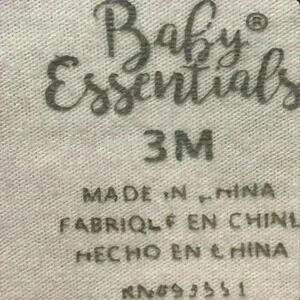 Baby®
Essentials
3M
MADE IN CHINA
FABRIQUE EN CHINE
HECHO EN CHINA